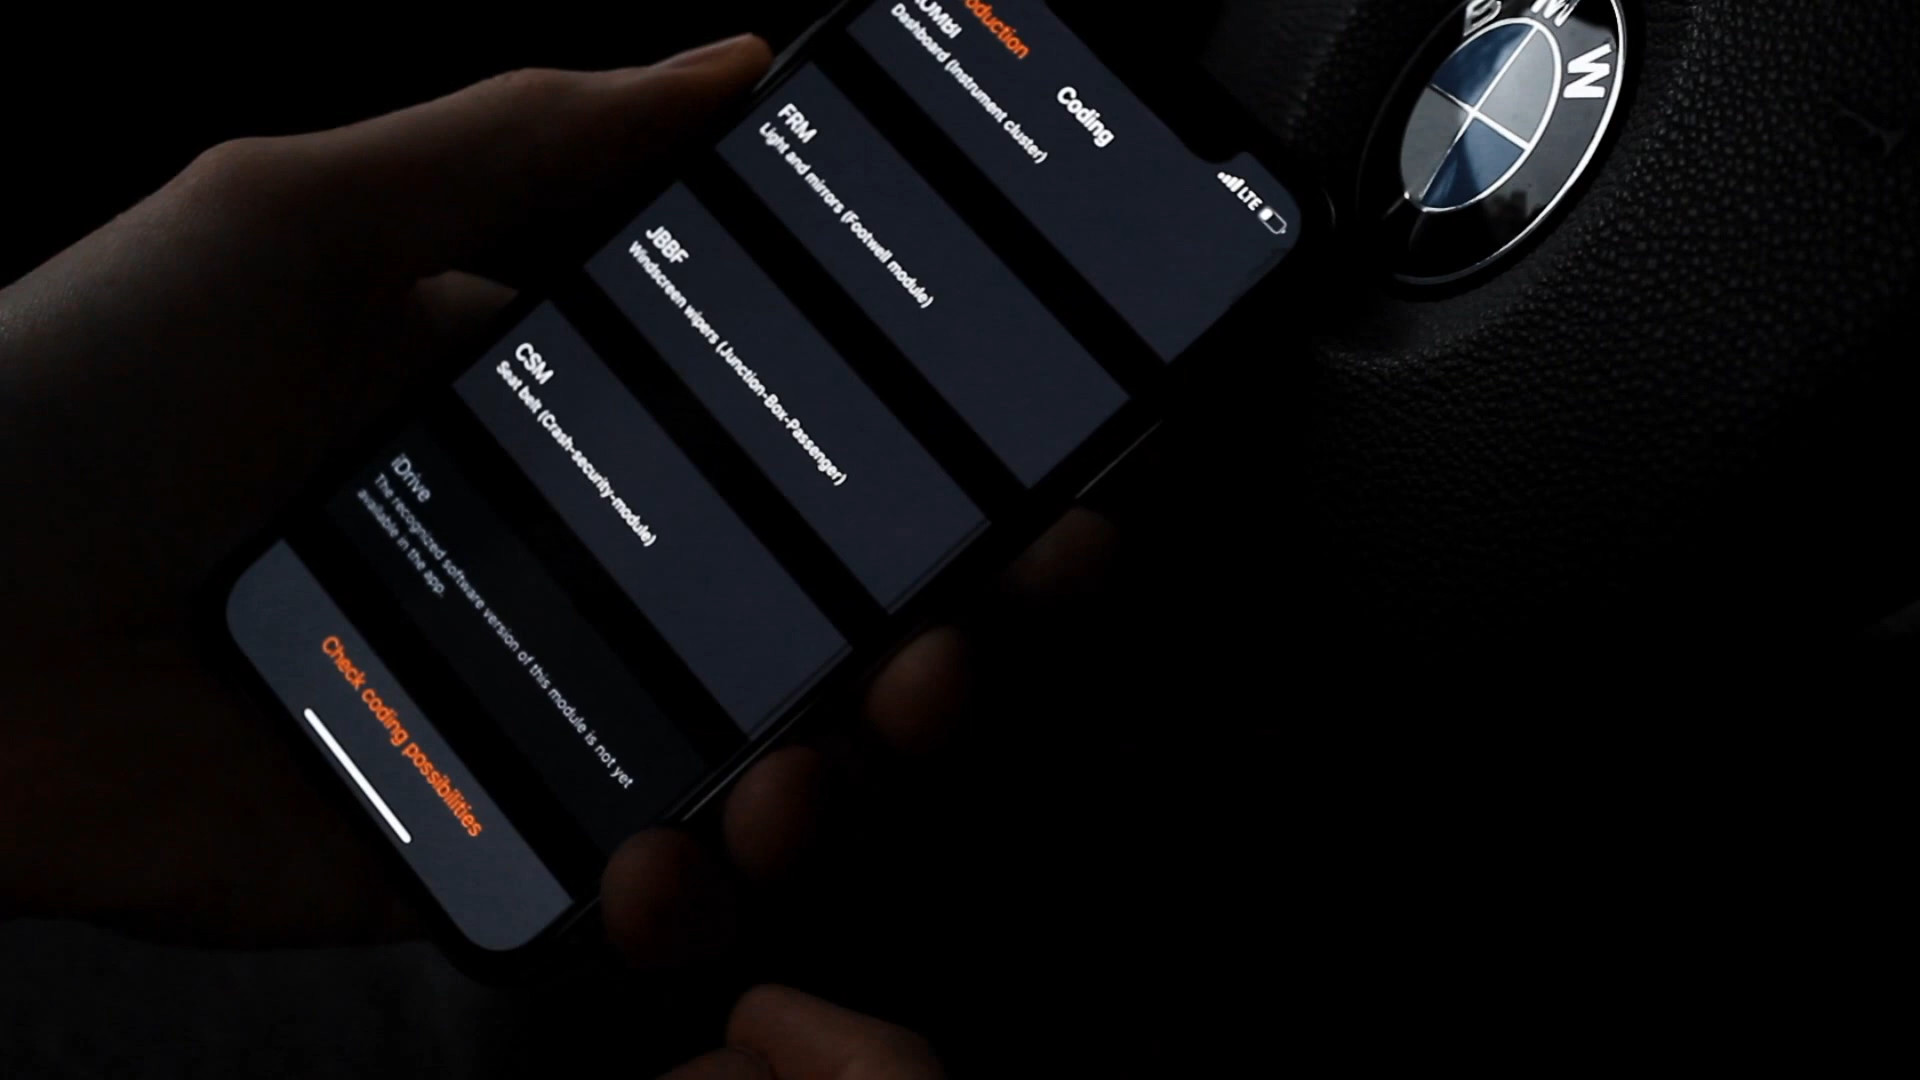 LTE
Coding
Dashboard (Instrument cluster)
FRM
Light and mirrors (Footwell module)
JBBF
Windscreen wipers (Junction-Box-Passenger)
CSM
Seat belt (Crash-security-module)
iDrive
The recognized software version of this module is not yet
available in the app.
Check coding possibilities
M W